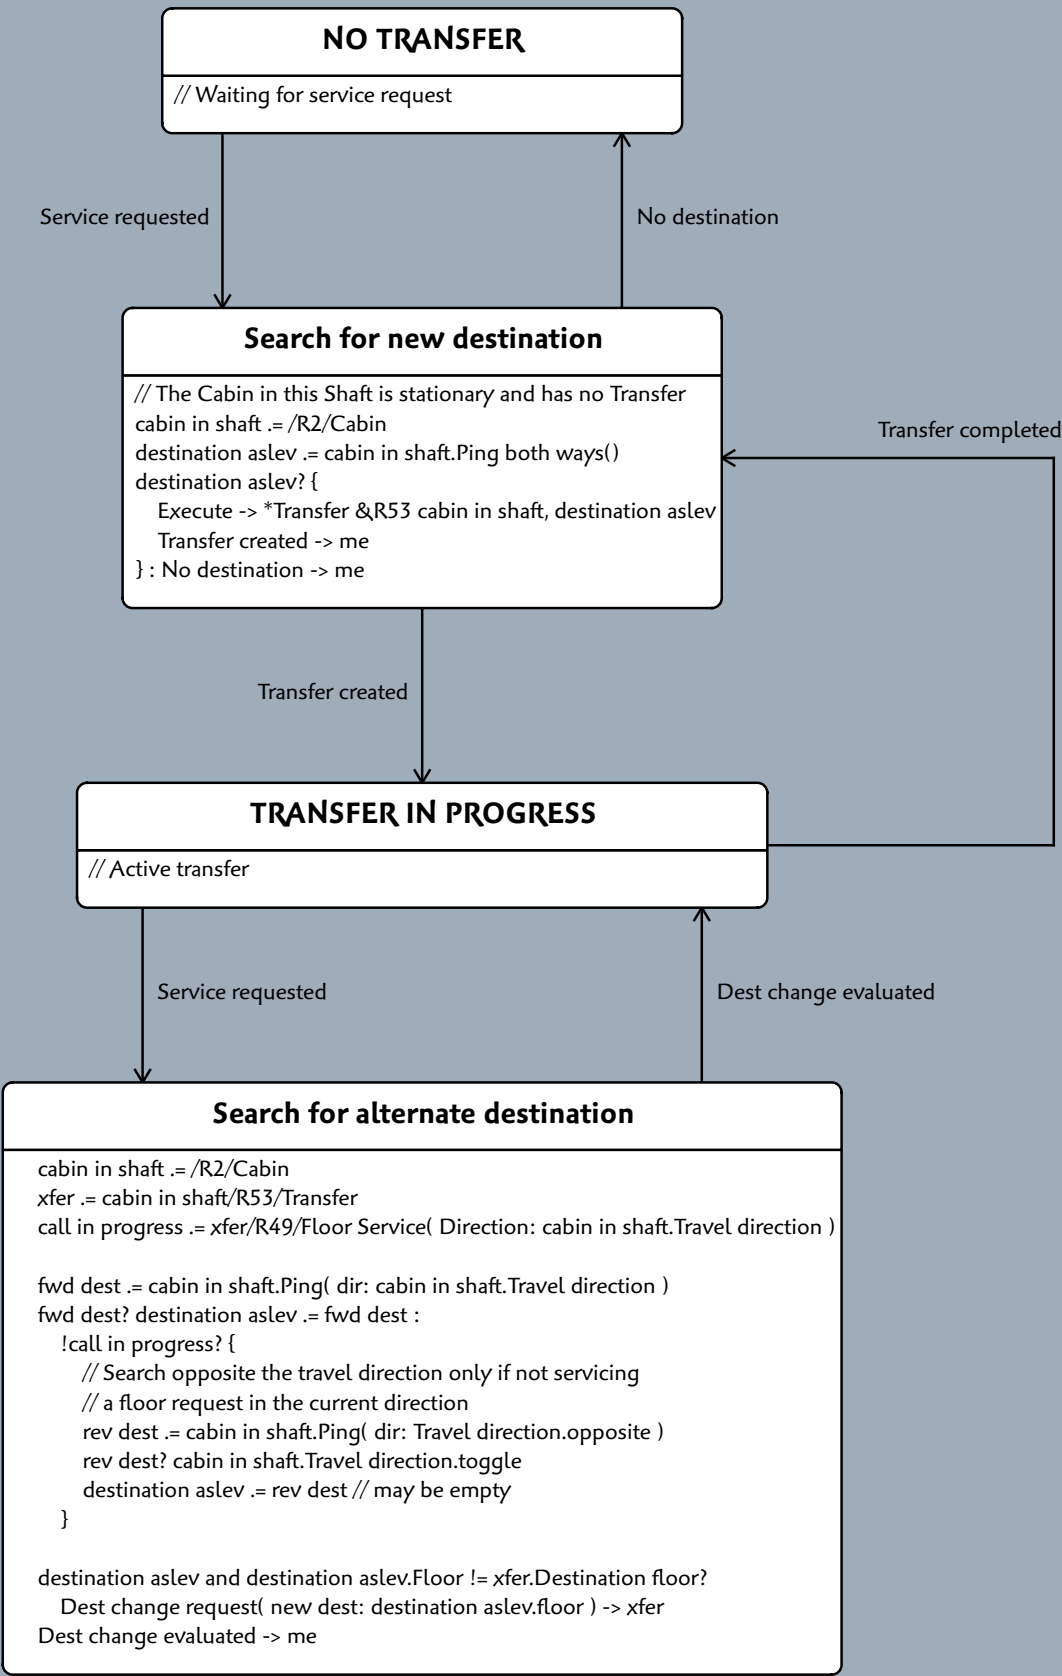 NO TRANSFER
// Waiting for service request
Service requested
No destination
Search for new destination
// The Cabin in this Shaft is stationary and has no Transfer
cabin in shaft .= /R2/Cabin
destination aslev .= cabin in shaft.Ping both ways()
destination aslev? {
Execute -> *Transfer &R53 cabin in shaft, destination aslev
Transfer created -> me
} : No destination -> me
Transfer completed
Transfer created
TRANSFER IN PROGRESS
// Active transfer
Service requested
Dest change evaluated
Search for alternate destination
cabin in shaft .= /R2/Cabin
xfer .= cabin in shaft/R53/Transfer
call in progress .= xfer/R49/Floor Service( Direction: cabin in shaft.Travel direction )
fwd dest .= cabin in shaft.Ping( dir: cabin in shaft.Travel direction )
fwd dest? destination aslev .= fwd dest :
!call in progress? {
// Search opposite the travel direction only if not servicing
// a floor request in the current direction
rev dest .= cabin in shaft.Ping( dir: Travel direction.opposite )
rev dest? cabin in shaft.Travel direction.toggle
destination aslev .= rev dest // may be empty
}
destination aslev and destination aslev.Floor != xfer.Destination floor?
Dest change request( new dest: destination aslev.floor ) -> xfer
Dest change evaluated -> me